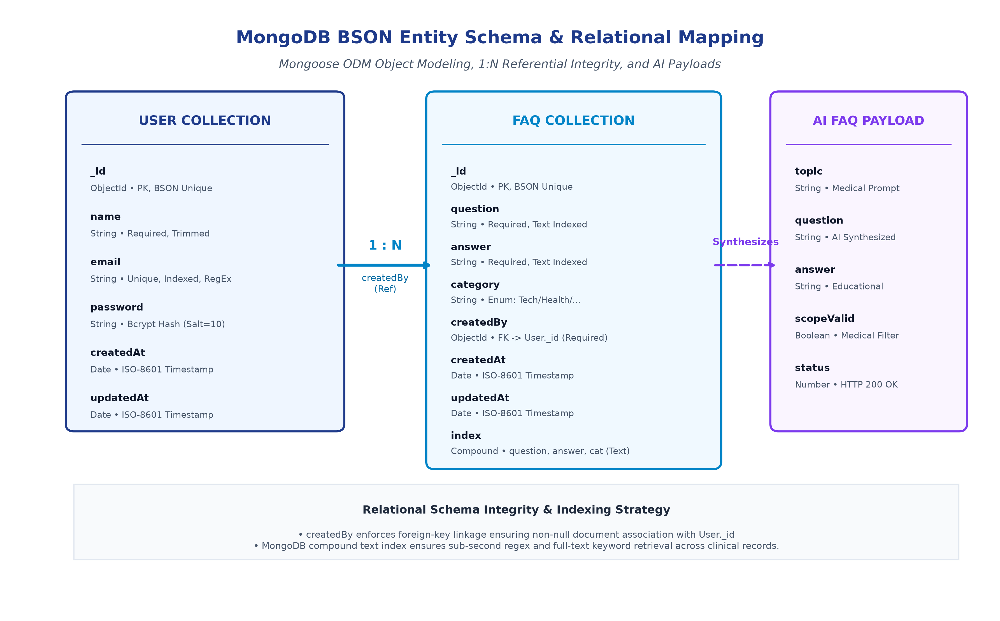 MongoDB BSON Entity Schema & Relational Mapping
Mongoose ODM Object Modeling, 1:N Referential Integrity, and AI Payloads
USER COLLECTION
_id
ObjectId • PK, BSON Unique
name
String • Required, Trimmed
email
String • Unique, Indexed, RegEx
password
String • Bcrypt Hash (Salt=10)
createdAt
Date • ISO-8601 Timestamp
updatedAt
Date • ISO-8601 Timestamp
1 : N
createdBy
(Ref)
FAQ COLLECTION
_id
ObjectId • PK, BSON Unique
question
String • Required, Text Indexed
answer
String • Required, Text Indexed
category
String • Enum: Tech/Health/...
createdBy
ObjectId • FK -> User._id (Required)
createdAt
Date • ISO-8601 Timestamp
updatedAt
Date • ISO-8601 Timestamp
index
Compound • question, answer, cat (Text)
Synthesizes
AI FAQ PAYLOAD
topic
String • Medical Prompt
question
String • AI Synthesized
answer
String • Educational
scopeValid
Boolean • Medical Filter
status
Number • HTTP 200 OK
Relational Schema Integrity & Indexing Strategy
• createdBy enforces foreign-key linkage ensuring non-null document association with User._id
• MongoDB compound text index ensures sub-second regex and full-text keyword retrieval across clinical records.